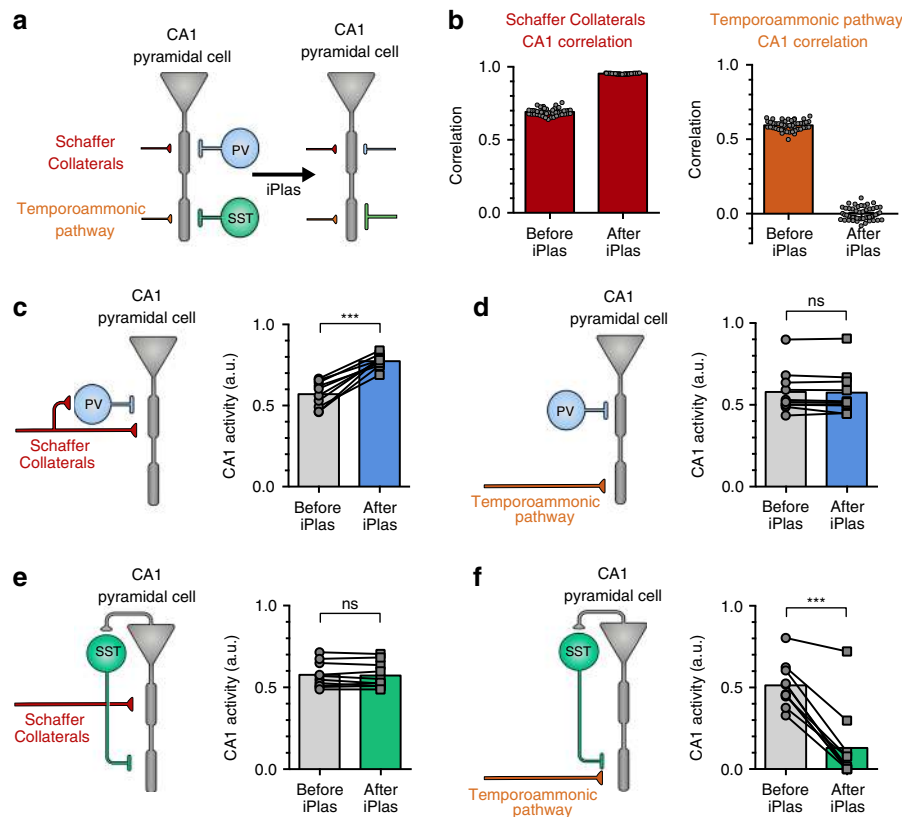 a
CA1
pyramidal cell
CA1
pyramidal cell
Schaffer
Collaterals
PV
iPlas
Temporoammonic
pathway
SST
b
Schaffer Collaterals
CA1 correlation
Correlation
1.0
0.5
0.0
Before
iPlas
After
iPlas
Temporoammonic pathway
CA1 correlation
Correlation
1.0
0.5
0.0
Before
iPlas
After
iPlas
c
CA1
pyramidal cell
PV
Schaffer
Collaterals
CA1 activity (a.u.)
1.0
0.5
0.0
***
Before
iPlas
After
iPlas
d
CA1
pyramidal cell
PV
Temporoammonic
pathway
CA1 activity (a.u.)
1.0
0.5
0.0
ns
Before
iPlas
After
iPlas
e
CA1
pyramidal cell
SST
Schaffer
Collaterals
CA1 activity (a.u.)
1.0
0.5
0.0
ns
Before
iPlas
After
iPlas
f
CA1
pyramidal cell
SST
Temporoammonic
pathway
CA1 activity (a.u.)
1.0
0.5
0.0
***
Before
iPlas
After
iPlas